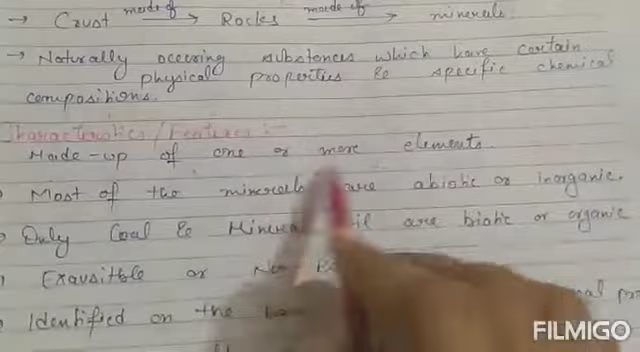 → Crust made of → Rocks made of → minerals.
→ Naturally occuring substances which have certain
physical properties & specific chemical
compositions.
Characteristics/Features:-
Made-up of one or more elements.
Most of the minerals are abiotic or inorganic.
Only Coal & Mineral oil are biotic or organic
Exausitble or
Identified on the
FILMIGO